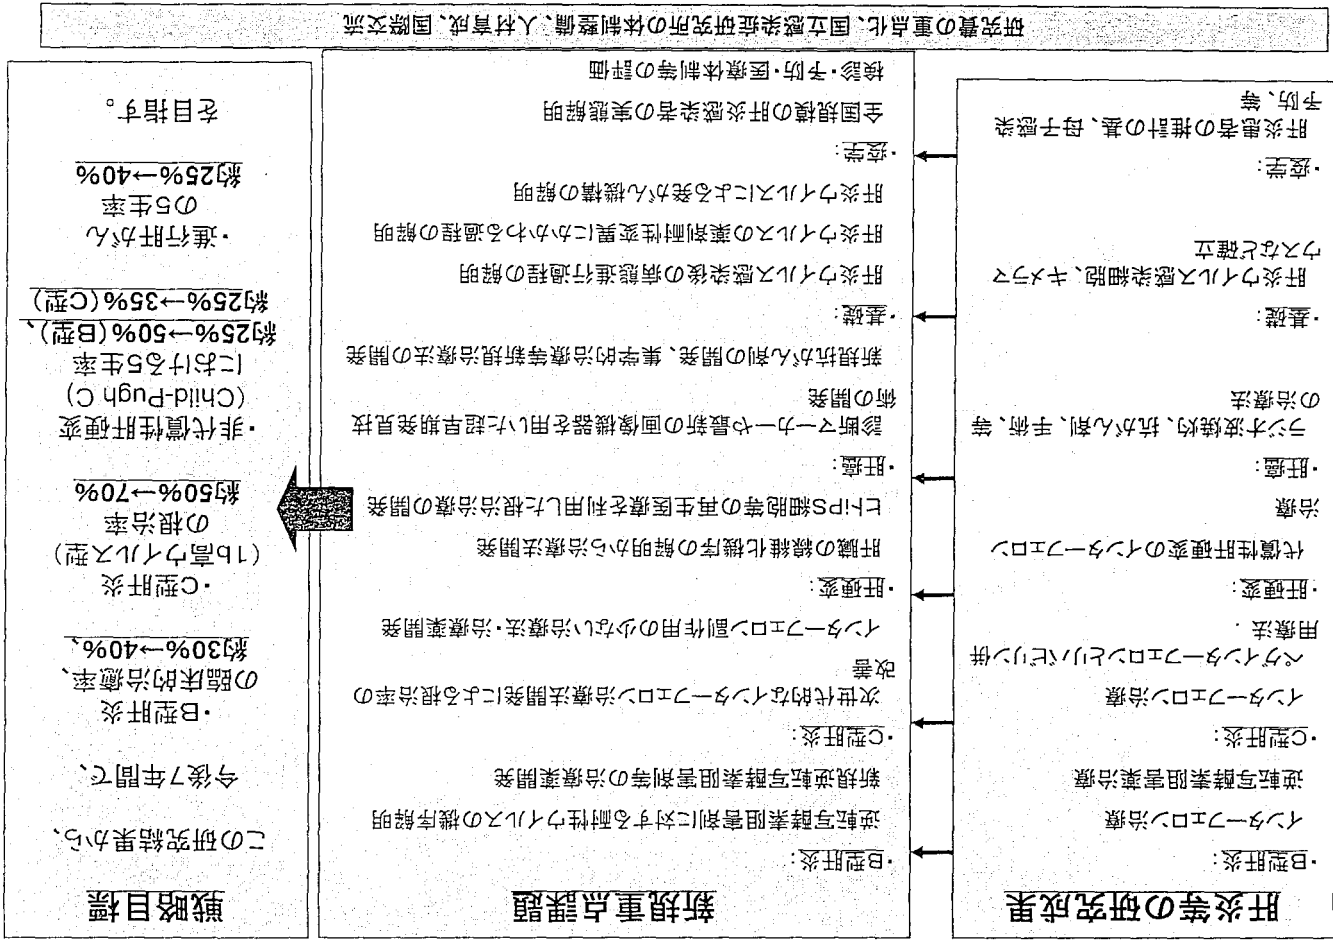 肝炎等の研究成果
・B型肝炎:
インターフェロン治療
逆転写酵素阻害薬治療
・C型肝炎:
インターフェロン治療
ペグインターフェロンとリバビリン併
用療法.
・肝硬変:
代償性肝硬変のインターフェロン
治療
・肝癌:
ラジオ波焼灼、抗がん剤、手術、等
の治療法
・基礎:
肝炎ウイルス感染細胞、キメラマ
ウスなど確立
・疫学:
肝炎患者の推計の基、母子感染
予防、等
新規重点課題
・B型肝炎:
逆転写酵素阻害剤に対する耐性ウイルスの機序解明
新規逆転写酵素阻害剤等の治療薬開発
・C型肝炎:
次世代的なインターフェロン治療法開発による根治率の
改善
インターフェロン副作用の少ない治療法・治療薬開発
・肝硬変:
肝臓の線維化機序の解明から治療法開発
ヒトiPS細胞等の再生医療を利用した根治治療の開発
・肝癌:
診断マーカーや最新の画像機器を用いた超早期発見技
術の開発
新規抗がん剤の開発、集学的治療等新規治療法の開発
・基礎:
肝炎ウイルス感染後の病態進行過程の解明
肝炎ウイルスの薬剤耐性変異にかかわる過程の解明
肝炎ウイルスによる発がん機構の解明
・疫学:
全国規模の肝炎感染者の実態解明
検診・予防・医療体制等の評価
戦略目標
この研究結果から、
今後7年間で、
・B型肝炎
の臨床的治癒率、
約30%→40%、
・C型肝炎
(1b高ウイルス型)
の根治率
約50%→70%
・非代償性肝硬変
(Child-Pugh C)
における5生率
約25%→50%(B型)、
約25%→35%(C型)
・進行肝がん
の5生率
約25%→40%
を目指す。
研究費の重点化、国立感染症研究所の体制整備、人材育成、国際交流